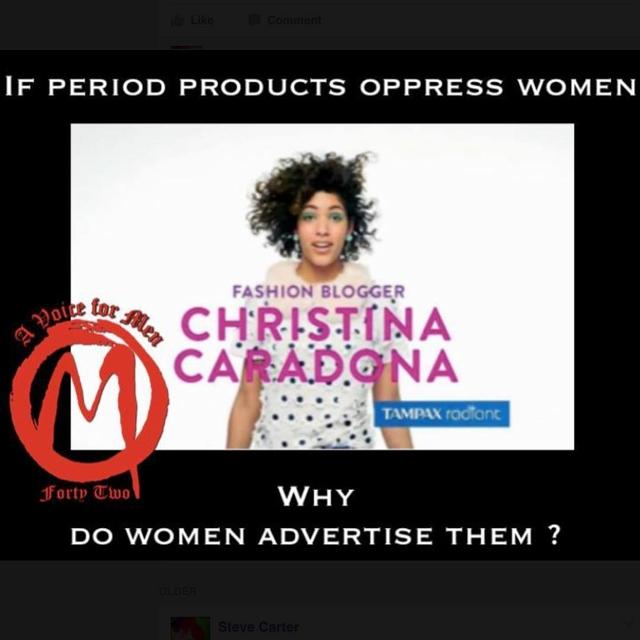 Like Comment
IF PERIOD PRODUCTS OPPRESS WOMEN
FASHION BLOGGER
CHRISTINA
CARADONA
TAMPAX radiant
A Voice for Men
M
Forty Two
WHY
DO WOMEN ADVERTISE THEM ?
OLDER
Steve Carter